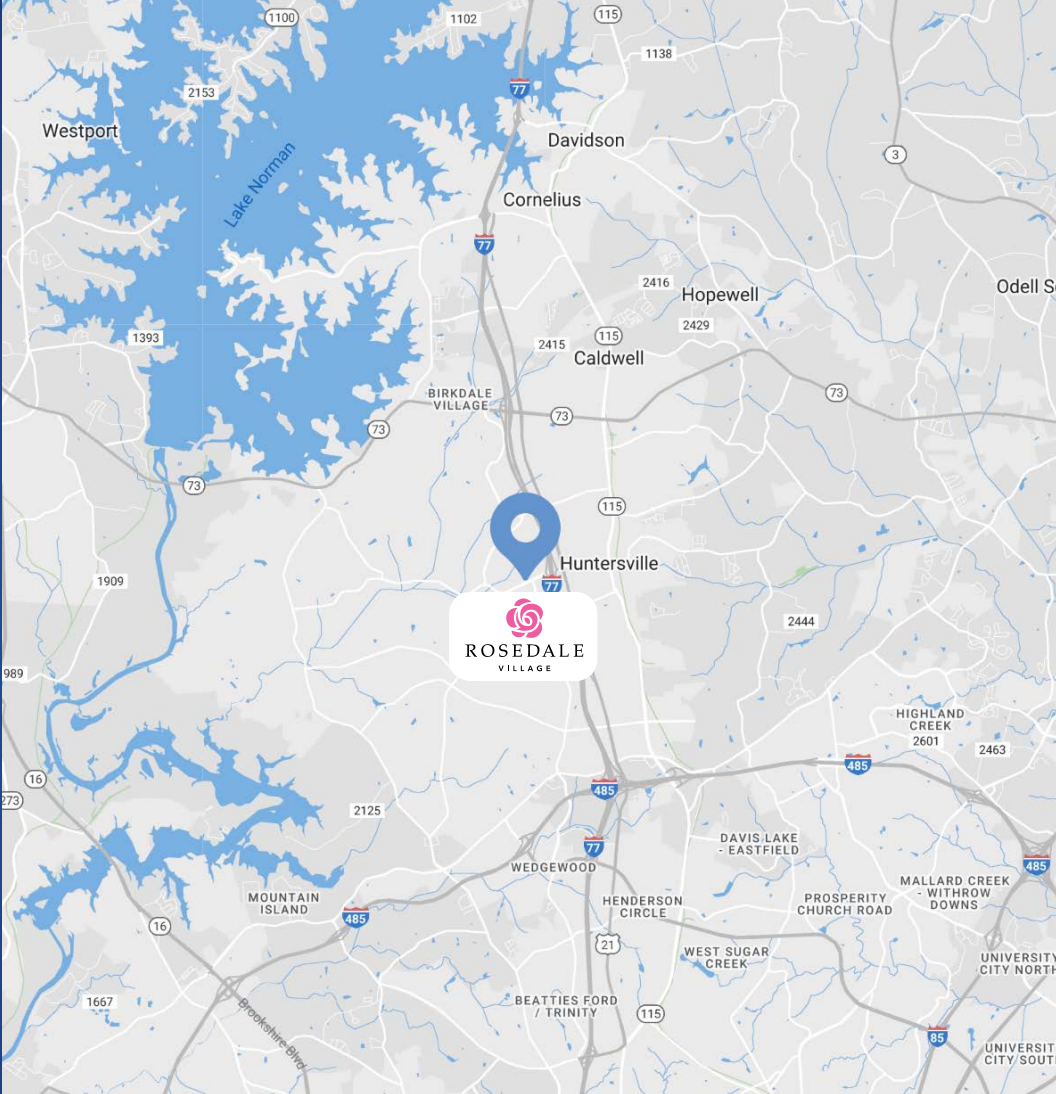 1100
1102
115
1138
77
2153
Westport
Davidson
3
Lake Norman
Cornelius
77
2416
Hopewell
Odell S
2429
1393
115
2415
Caldwell
BIRKDALE
VILLAGE
73
73
73
73
115
Huntersville
77
1909
2444
ROSEDALE
VILLAGE
989
HIGHLAND
CREEK
2601
2463
485
16
485
273
2125
77
DAVIS LAKE
- EASTFIELD
WEDGEWOOD
485
MALLARD CREEK
- WITHROW
DOWNS
MOUNTAIN
ISLAND
HENDERSON
CIRCLE
PROSPERITY
CHURCH ROAD
485
16
21
WEST SUGAR
CREEK
UNIVERSITY
CITY NORTH
1667
BEATTIES FORD
/ TRINITY
115
Brookshire Blvd
85
UNIVERSIT
CITY SOUT